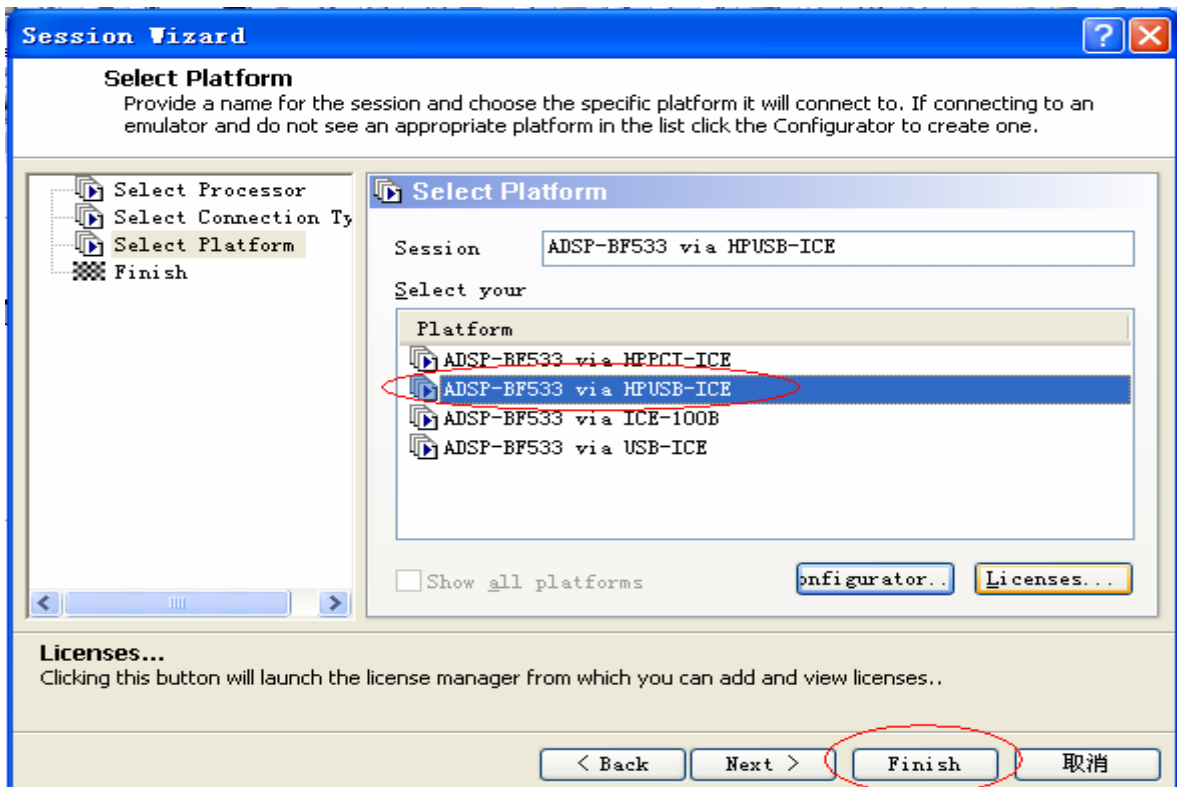 Session Wizard
Select Platform
Provide a name for the session and choose the specific platform it will connect to. If connecting to an
emulator and do not see an appropriate platform in the list click the Configurator to create one.
Select Processor
Select Connection Ty
Select Platform
Finish
Select Platform
Session ADSP-BF533 via HPUSB-ICE
Select your
Platform
ADSP-BF533 via HPPCI-ICE
ADSP-BF533 via HPUSB-ICE
ADSP-BF533 via ICE-100B
ADSP-BF533 via USB-ICE
Show all platforms
onfigurator..
Licenses...
Licenses...
Clicking this button will launch the license manager from which you can add and view licenses..
< Back
Next >
Finish
取消